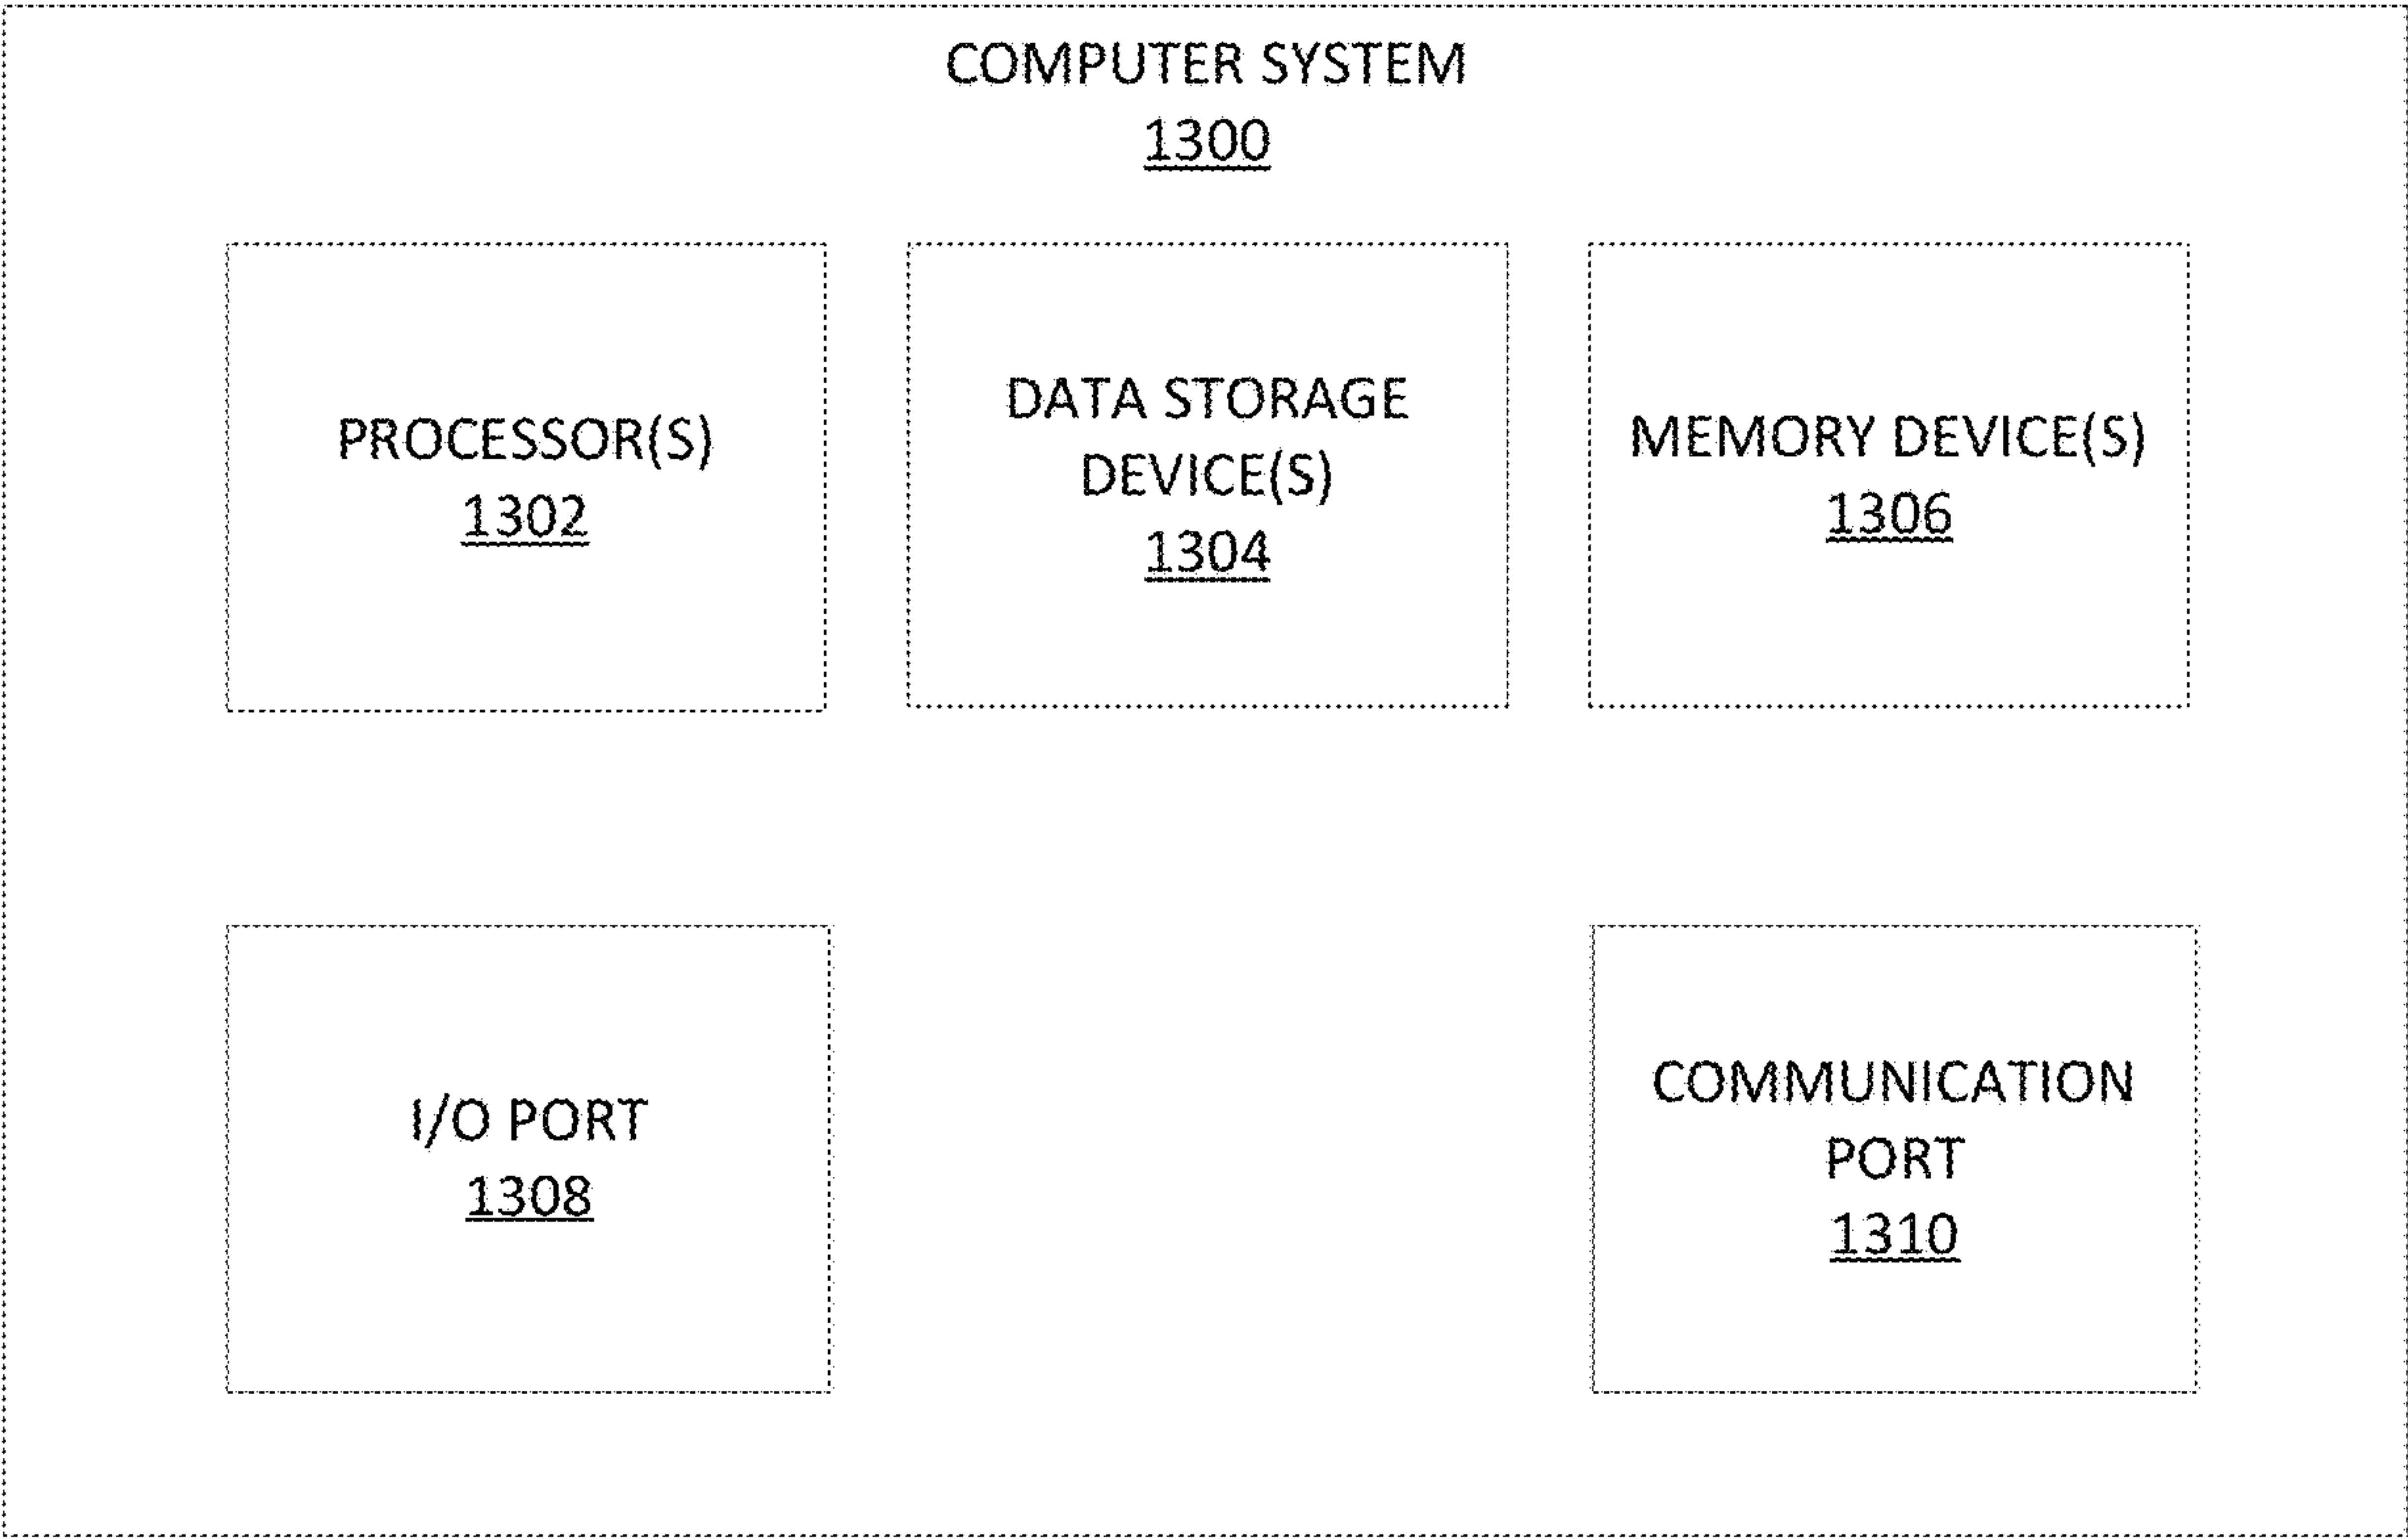 COMPUTER SYSTEM
1300
PROCESSOR(S)
1302
DATA STORAGE
DEVICE(S)
1304
MEMORY DEVICE(S)
1306
I/O PORT
1308
COMMUNICATION
PORT
1310